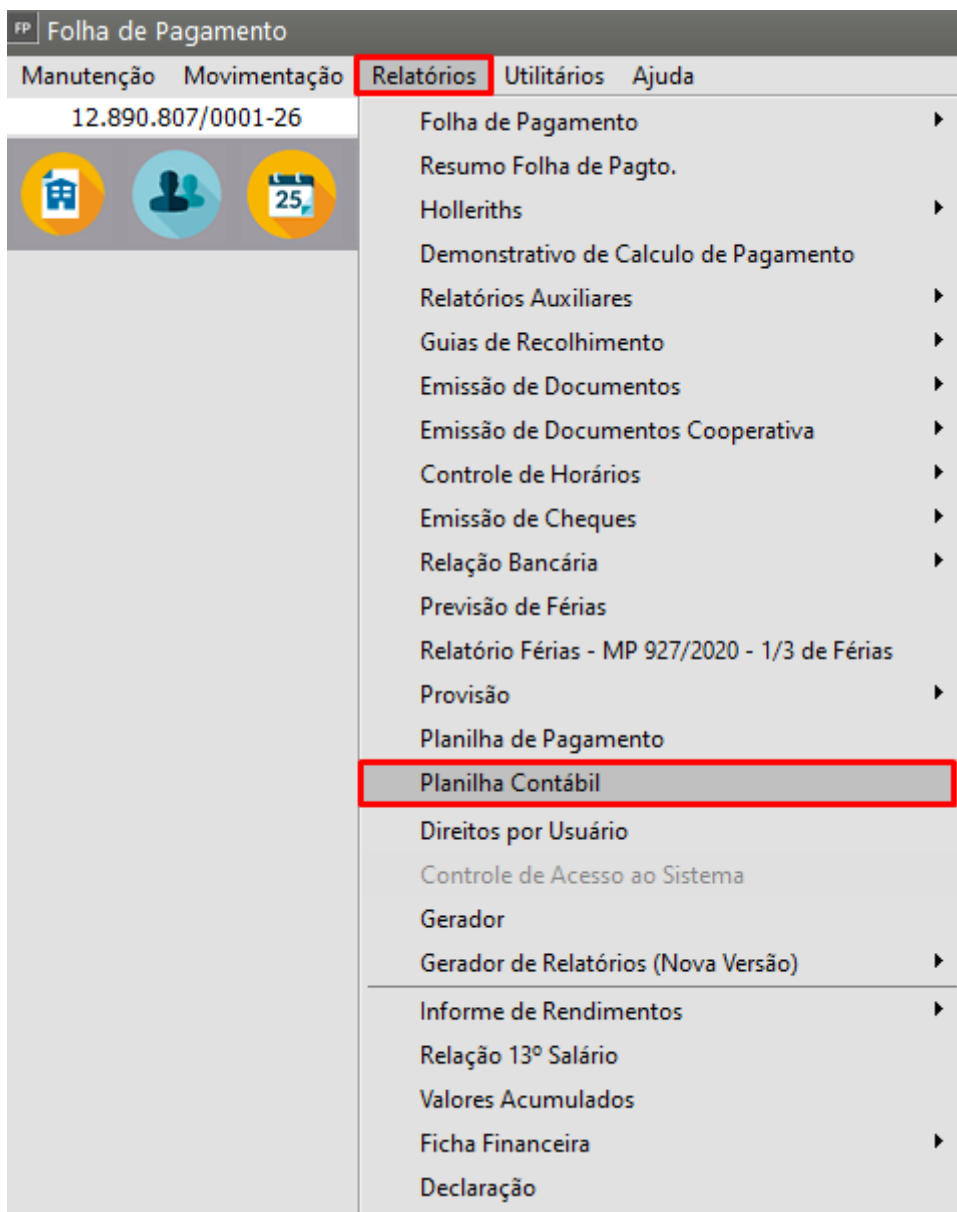 FP Folha de Pagamento
Manutenção Movimentação Relatórios Utilitários Ajuda
12.890.807/0001-26
25
Folha de Pagamento
Resumo Folha de Pagto.
Holleriths
Demonstrativo de Calculo de Pagamento
Relatórios Auxiliares
Guias de Recolhimento
Emissão de Documentos
Emissão de Documentos Cooperativa
Controle de Horários
Emissão de Cheques
Relação Bancária
Previsão de Férias
Relatório Férias - MP 927/2020 - 1/3 de Férias
Provisão
Planilha de Pagamento
Planilha Contábil
Direitos por Usuário
Controle de Acesso ao Sistema
Gerador
Gerador de Relatórios (Nova Versão)
Informe de Rendimentos
Relação 13º Salário
Valores Acumulados
Ficha Financeira
Declaração